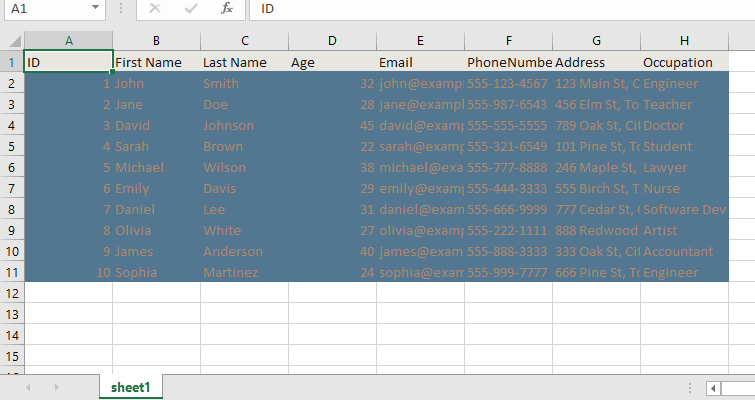 A1 fx ID
A B C D E F G H
1 ID First Name Last Name Age Email PhoneNumbe Address Occupation
2 1 John Smith 32 john@exampl 555-123-4567 123 Main St, C Engineer
3 2 Jane Doe 28 jane@exampl 555-987-6543 456 Elm St, To Teacher
4 3 David Johnson 45 david@examp 555-555-5555 789 Oak St, Cit Doctor
5 4 Sarah Brown 22 sarah@examp 555-321-6549 101 Pine St, To Student
6 5 Michael Wilson 38 michael@exa 555-777-8888 246 Maple St, Lawyer
7 6 Emily Davis 29 emily@examp 555-444-3333 555 Birch St, T Nurse
8 7 Daniel Lee 31 daniel@exam 555-666-9999 777 Cedar St, Software Dev
9 8 Olivia White 27 olivia@examp 555-222-1111 888 Redwood Artist
10 9 James Anderson 40 james@exam 555-888-3333 333 Oak St, Cit Accountant
11 10 Sophia Martinez 24 sophia@exam 555-999-7777 666 Pine St, To Engineer
12
13
14
15
sheet1